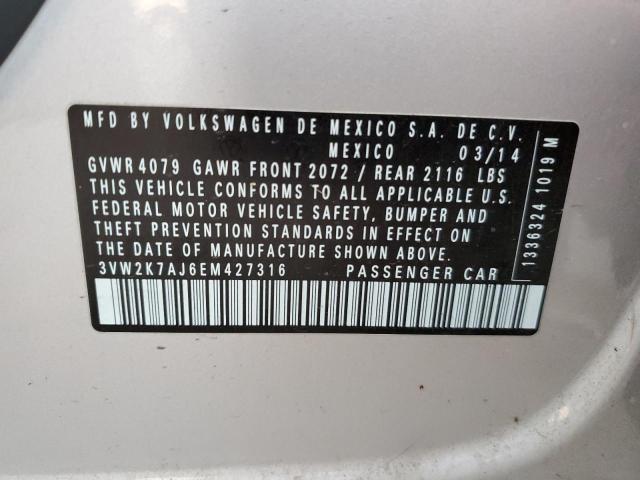 MFD BY VOLKSWAGEN DE MEXICO S.A. DE C.V.
MEXICO 03/14
GVWR 4079 GAWR FRONT 2072 / REAR 2116 LBS
THIS VEHICLE CONFORMS TO ALL APPLICABLE U.S.
FEDERAL MOTOR VEHICLE SAFETY, BUMPER AND
THEFT PREVENTION STANDARDS IN EFFECT ON
THE DATE OF MANUFACTURE SHOWN ABOVE.
3VW2K7AJ6EM427316 PASSENGER CAR
1336324 1019 M